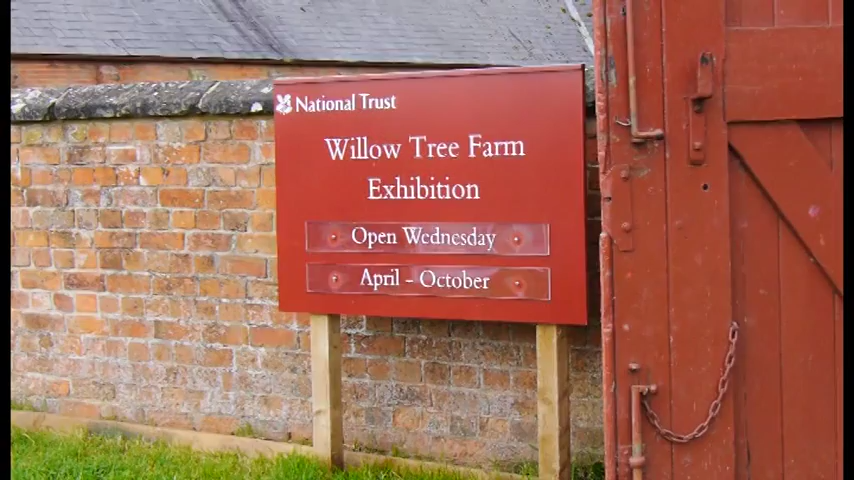 National Trust
Willow Tree Farm
Exhibition
Open Wednesday
April - October